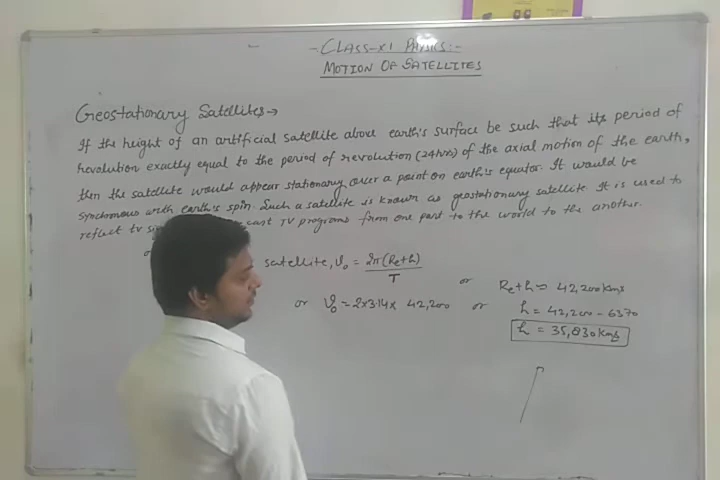 - CLASS-XI PHYSICS:-
MOTION OF SATELLITES
Geostationary Satellites→
If the height of an artificial satellite above earth's surface be such that its period of
revolution exactly equal to the period of revolution (24hrs) of the axial motion of the earth,
then the satellite would appear stationary over a point on earth's equator. It would be
synchronous with earth's spin. Such a satellite is known as geostationary satellite It is used to
reflect tv cast TV programs from one part to the world to the another.
satellite, v₀ = 2π(Re+h)
T
or Re+h = 42,200 kms
or v₀ = 2×3.14× 42,200 or h = 42,200 - 6370
h = 35,830 kms